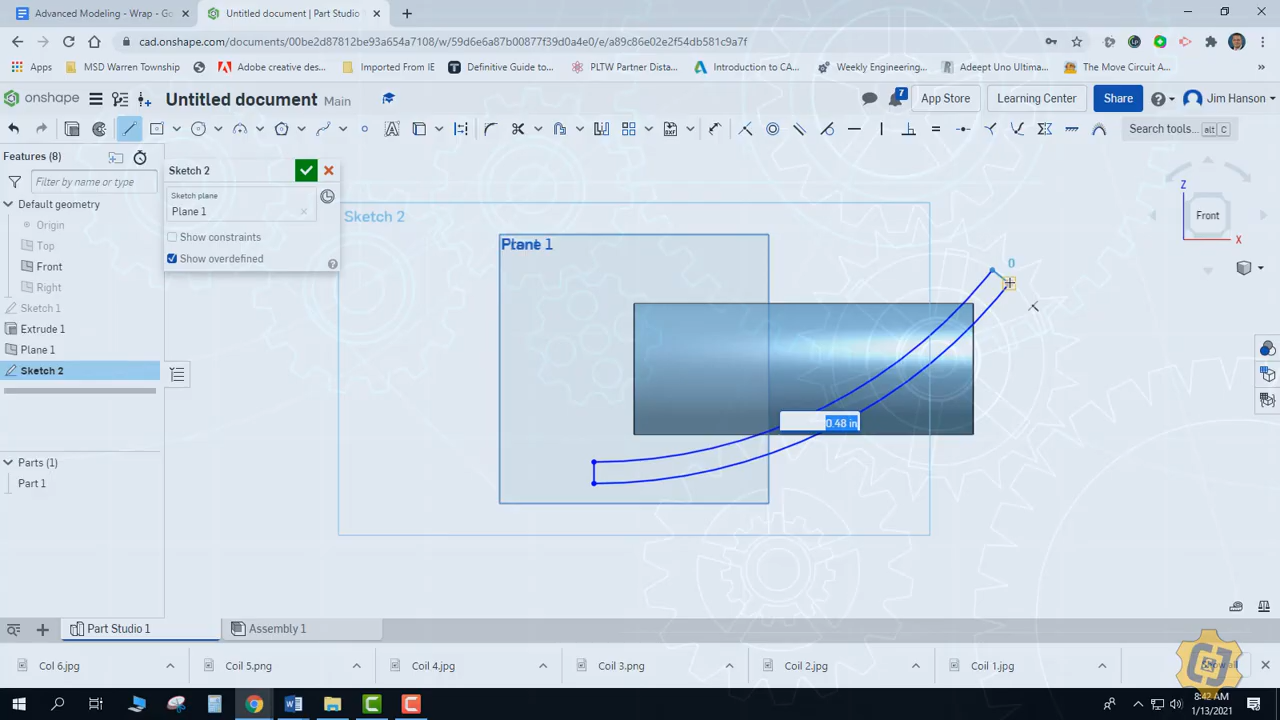 Advanced Modeling - Wrap - Go
Untitled document | Part Studio
cad.onshape.com/documents/00be2d87812be93a654a7418/w/59d6e6a87b00877f39d0a4e0/e/a89c86e02e2f54db581c9a7f
Apps
MSD Warren Township
Adobe creative des...
Imported From IE
Definitive Guide to...
PLTW Partner Distan...
Introduction to CA...
Weekly Engineering...
Adeept Uno Ultima...
The Move Circuit A...
onshape
Untitled document
Main
7
App Store
Learning Center
Share
Jim Hanson
Search tools...
alt
C
Features (8)
Filter by name or type
Default geometry
Origin
Top
Front
Right
Sketch 1
Extrude 1
Plane 1
Sketch 2
Parts (1)
Part 1
Sketch 2
Sketch plane
Plane 1
Show constraints
Show overdefined
Sketch 2
Plane 1
0
0.48 in
Z
Front
X
Part Studio 1
Assembly 1
Coil 6.jpg
Coil 5.png
Coil 4.jpg
Coil 3.png
Coil 2.jpg
Coil 1.jpg
Show all
8:42 AM
1/13/2021